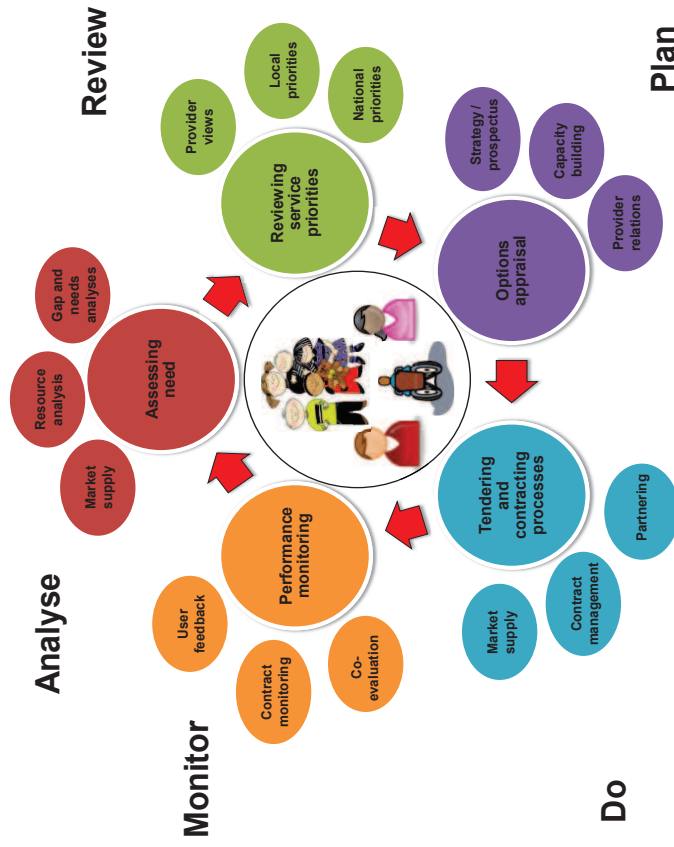 Analyse
Market
supply
Resource
analysis
Gap and
needs
analyses
Assessing
need
Review
Provider
views
Local
priorities
National
priorities
Reviewing
service
priorities
Plan
Strategy /
prospectus
Capacity
building
Provider
relations
Options
appraisal
Do
Market
supply
Contract
management
Partnering
Tendering
and
contracting
processes
Monitor
User
feedback
Contract
monitoring
Co-
evaluation
Performance
monitoring